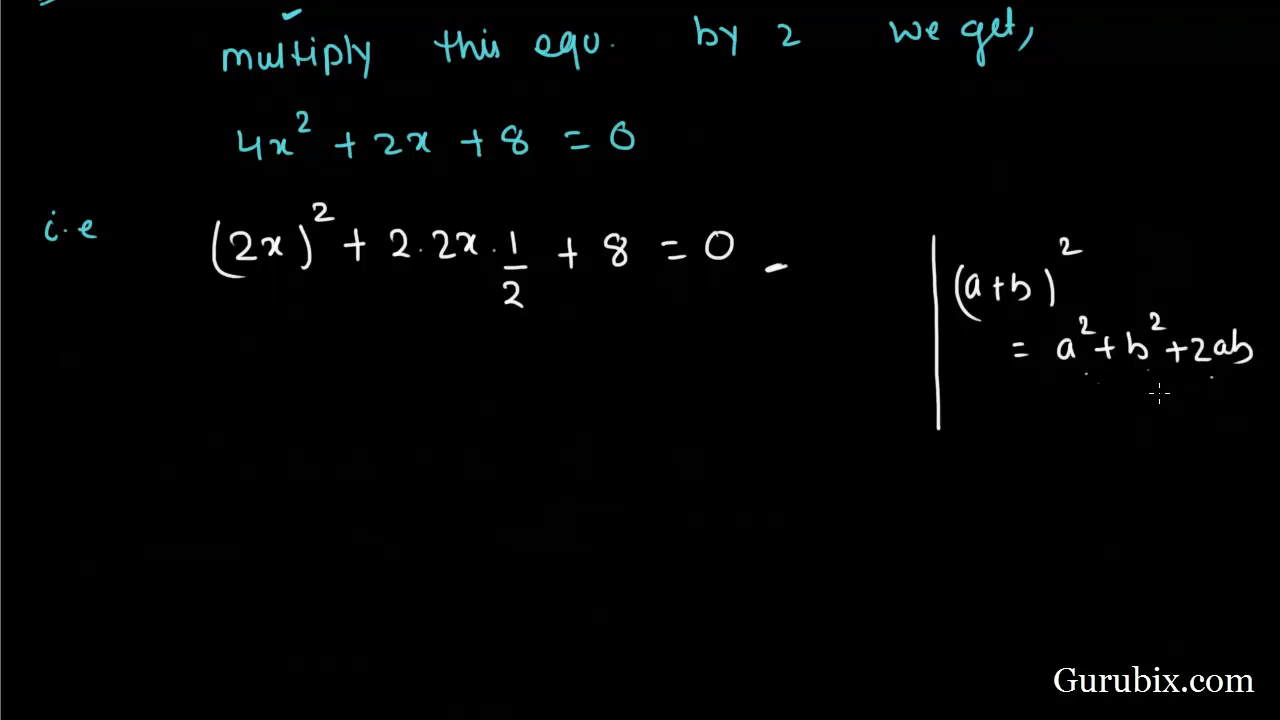 multiply this equ. by 2 we get,
4x² + 2x + 8 = 0
i.e (2x)² + 2.2x.1/2 + 8 = 0
(a+b)²
= a²+b²+2ab
Gurubix.com